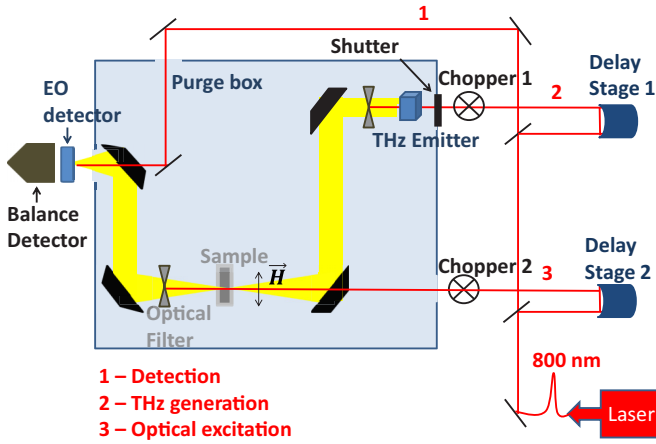 1
Shutter
Purge box
Chopper 1
Delay
Stage 1
EO
detector
2
THz Emitter
Balance
Detector
Sample
H
Chopper 2
Delay
Stage 2
3
Optical
Filter
1 – Detection
2 – THz generation
3 – Optical excitation
800 nm
Laser